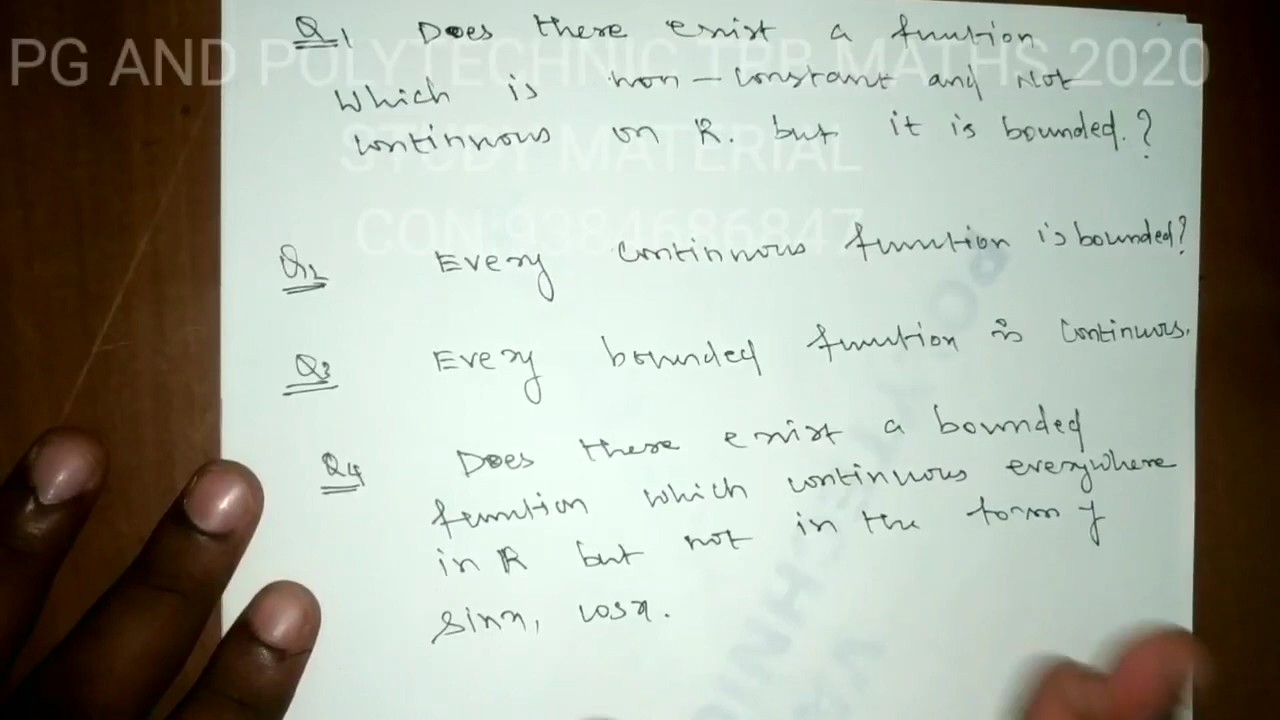 PG AND POLYTECHNIC TRB MATHS 2020
STUDY MATERIAL
CON:9384686847
Q1 Does there exist a function
which is non-constant and Not
continuous on R. but it is bounded.?
Q2 Every continuous function is bounded?
Q3 Every bounded function is continuous.
Q4 Does there exist a bounded
function which continuous everywhere
in R but not in the form of
sinx, cosx.